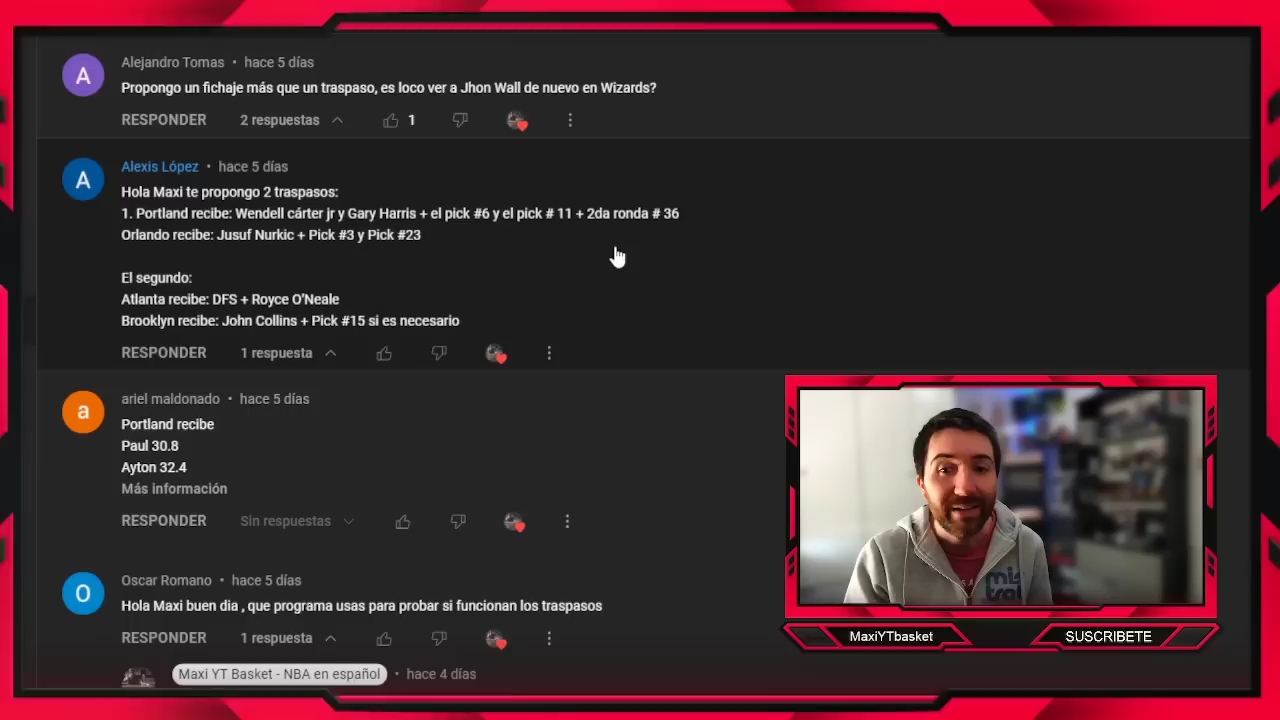 A
Alejandro Tomas • hace 5 días
Propongo un fichaje más que un traspaso, es loco ver a Jhon Wall de nuevo en Wizards?
RESPONDER 2 respuestas 1
A
Alexis López • hace 5 días
Hola Maxi te propongo 2 traspasos:
1. Portland recibe: Wendell cárter jr y Gary Harris + el pick #6 y el pick # 11 + 2da ronda # 36
Orlando recibe: Jusuf Nurkic + Pick #3 y Pick #23
El segundo:
Atlanta recibe: DFS + Royce O'Neale
Brooklyn recibe: John Collins + Pick #15 si es necesario
RESPONDER 1 respuesta
a
ariel maldonado • hace 5 días
Portland recibe
Paul 30.8
Ayton 32.4
Más información
RESPONDER Sin respuestas
O
Oscar Romano • hace 5 días
Hola Maxi buen dia , que programa usas para probar si funcionan los traspasos
RESPONDER 1 respuesta
Maxi YT Basket - NBA en español • hace 4 días
mis
tral
MaxiYTbasket
SUSCRIBETE